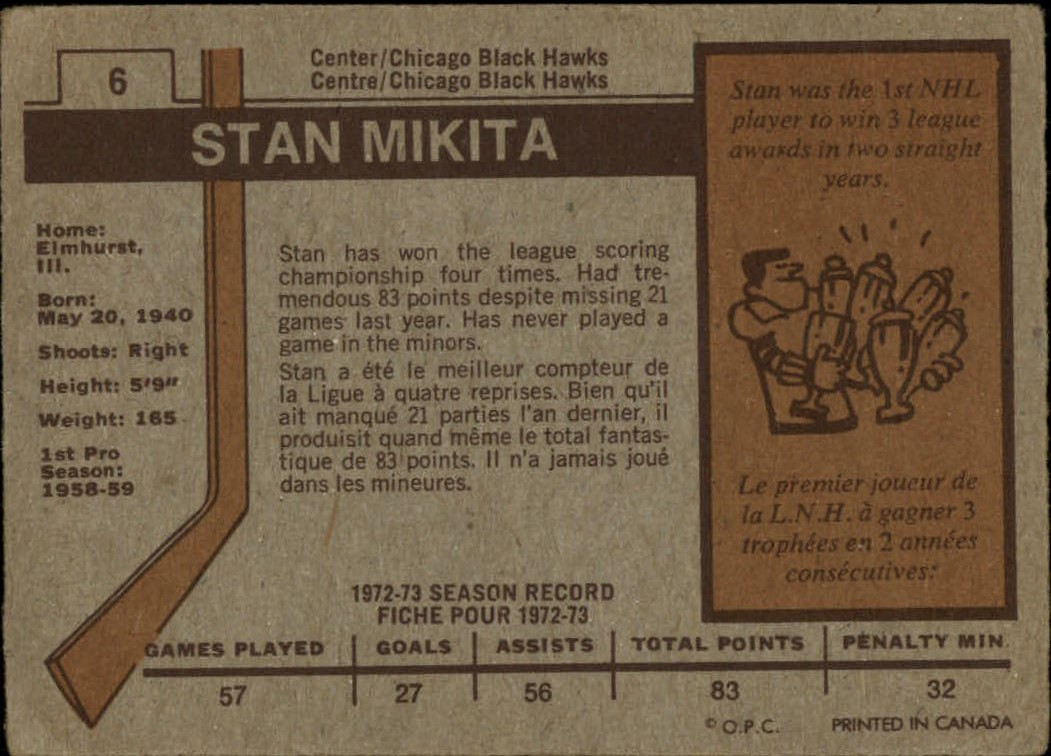 6
Center/Chicago Black Hawks
Centre/Chicago Black Hawks
STAN MIKITA
Home:
Elmhurst,
Ill.
Born:
May 20, 1940
Shoots: Right
Height: 5'9"
Weight: 165
1st Pro
Season:
1958-59
Stan has won the league scoring
championship four times. Had tre-
mendous 83 points despite missing 21
games last year. Has never played a
game in the minors.
Stan a été le meilleur compteur de
la Ligue à quatre reprises. Bien qu'il
ait manqué 21 parties l'an dernier, il
produisit quand même le total fantas-
tique de 83 points. Il n'a jamais joué
dans les mineures.
Stan was the 1st NHL
player to win 3 league
awards in two straight
years.
Le premier joueur de
la L.N.H. à gagner 3
trophées en 2 années
consécutives.
1972-73 SEASON RECORD
FICHE POUR 1972-73
GAMES PLAYED GOALS ASSISTS TOTAL POINTS PENALTY MIN.
57 27 56 83 32
© O.P.C. PRINTED IN CANADA